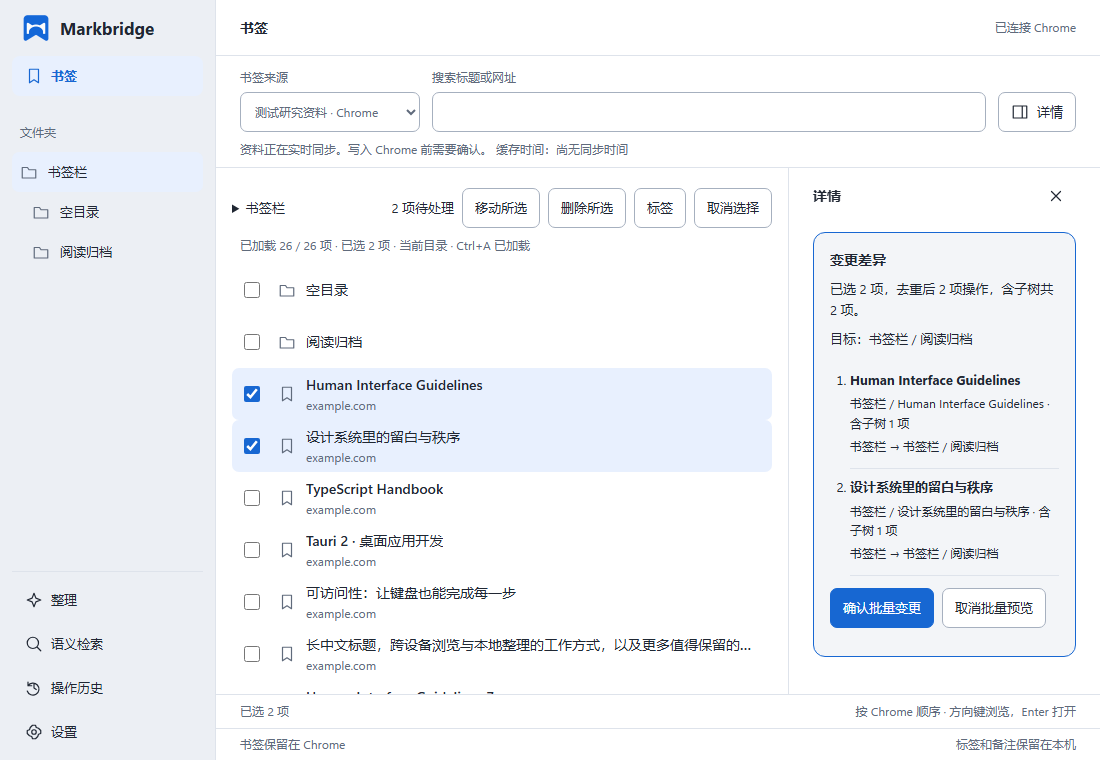 Markbridge
书签
文件夹
书签栏
空目录
阅读归档
整理
语义检索
操作历史
设置
书签
已连接 Chrome
书签来源
搜索标题或网址
测试研究资料 · Chrome
详情
资料正在实时同步。写入 Chrome 前需要确认。 缓存时间：尚无同步时间
书签栏
2 项待处理
移动所选
删除所选
标签
取消选择
已加载 26 / 26 项 · 已选 2 项 · 当前目录 · Ctrl+A 已加载
空目录
阅读归档
Human Interface Guidelines
example.com
设计系统里的留白与秩序
example.com
TypeScript Handbook
example.com
Tauri 2 · 桌面应用开发
example.com
可访问性：让键盘也能完成每一步
example.com
长中文标题，跨设备浏览与本地整理的工作方式，以及更多值得保留的...
example.com
详情
变更差异
已选 2 项，去重后 2 项操作，含子树共
2 项。
目标：书签栏 / 阅读归档
1. Human Interface Guidelines
书签栏 / Human Interface Guidelines ·
含子树 1 项
书签栏 → 书签栏 / 阅读归档
2. 设计系统里的留白与秩序
书签栏 / 设计系统里的留白与秩序 · 含
子树 1 项
书签栏 → 书签栏 / 阅读归档
确认批量变更
取消批量预览
已选 2 项
按 Chrome 顺序 · 方向键浏览，Enter 打开
书签保留在 Chrome
标签和备注保留在本机